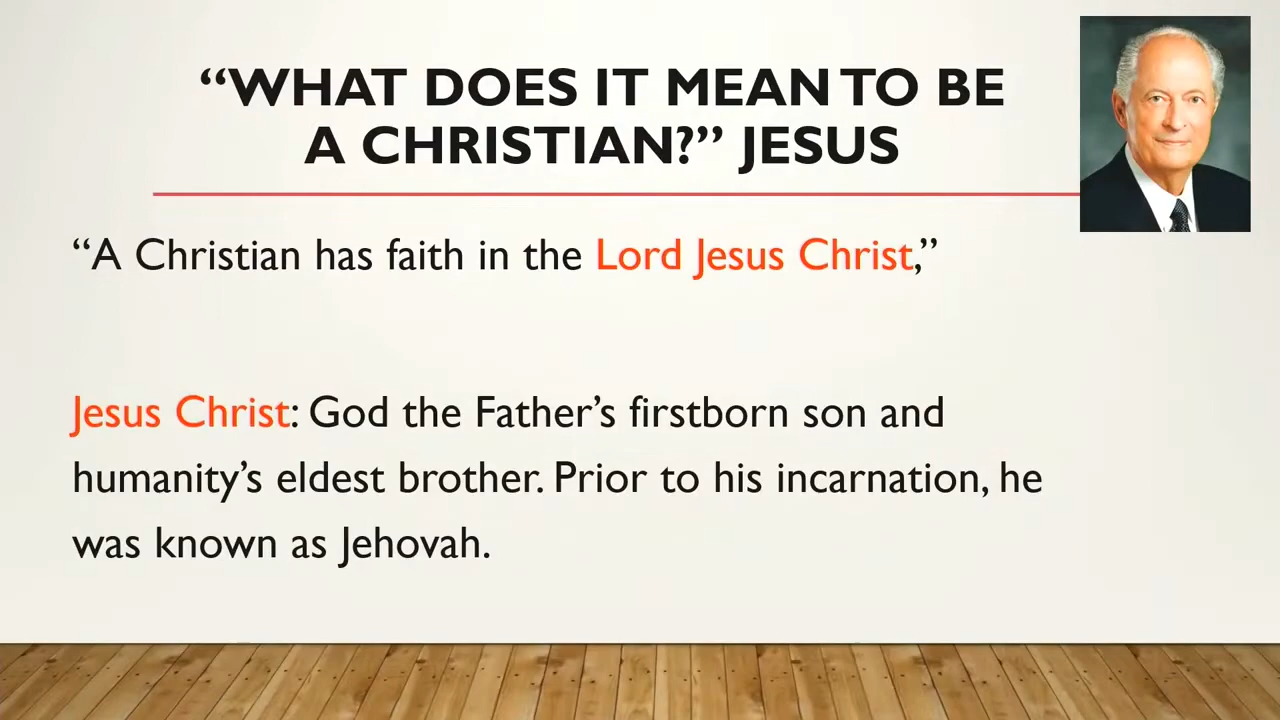 “WHAT DOES IT MEAN TO BE
A CHRISTIAN?” JESUS
“A Christian has faith in the Lord Jesus Christ,”
Jesus Christ: God the Father’s firstborn son and
humanity’s eldest brother. Prior to his incarnation, he
was known as Jehovah.